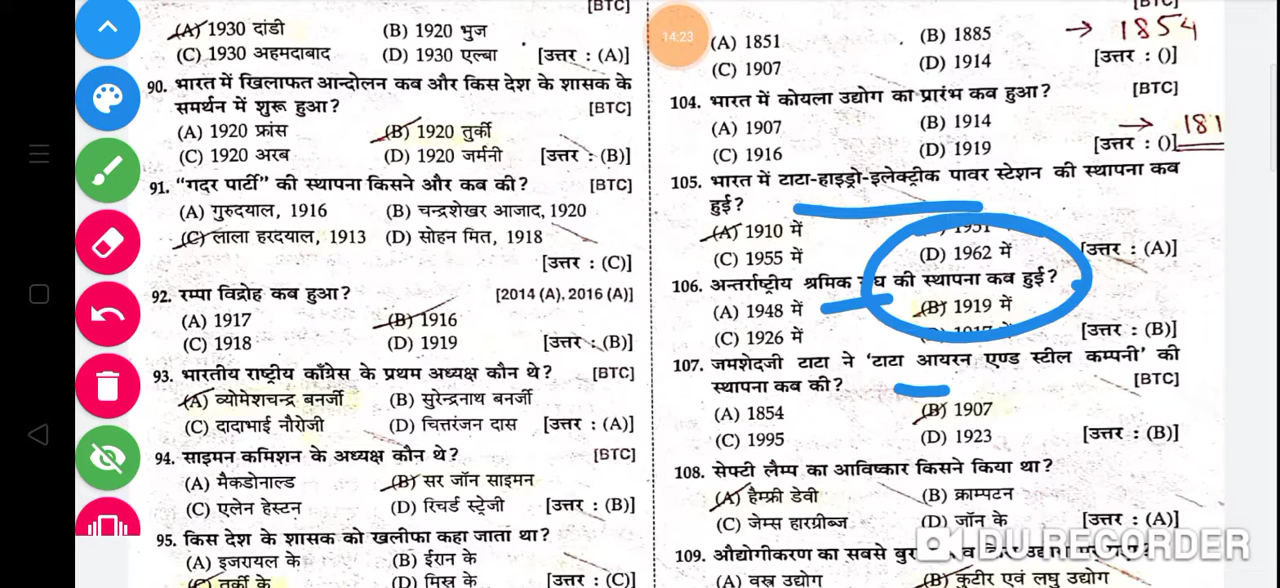 [BTC]
(A) 1930 दांडी (B) 1920 भुज
(C) 1930 अहमदाबाद (D) 1930 एल्बा [उत्तर : (A)]
90. भारत में खिलाफत आन्दोलन कब और किस देश के शासक के
समर्थन में शुरू हुआ? [BTC]
(A) 1920 फ्रांस (B) 1920 तुर्की
(C) 1920 अरब (D) 1920 जर्मनी [उत्तर : (B)]
91. “गदर पार्टी” की स्थापना किसने और कब की? [BTC]
(A) गुरुदयाल, 1916 (B) चन्द्रशेखर आजाद, 1920
(C) लाला हरदयाल, 1913 (D) सोहन मित, 1918
[उत्तर : (C)]
92. रम्पा विद्रोह कब हुआ? [2014 (A), 2016 (A)]
(A) 1917 (B) 1916
(C) 1918 (D) 1919 [उत्तर : (B)]
93. भारतीय राष्ट्रीय काँग्रेस के प्रथम अध्यक्ष कौन थे? [BTC]
(A) व्योमेशचन्द्र बनर्जी (B) सुरेन्द्रनाथ बनर्जी
(C) दादाभाई नौरोजी (D) चित्तरंजन दास [उत्तर : (A)]
94. साइमन कमिशन के अध्यक्ष कौन थे? [BTC]
(A) मैकडोनाल्ड (B) सर जॉन साइमन
(C) एलेन हेस्टन (D) रिचर्ड स्ट्रेजी [उत्तर : (B)]
95. किस देश के शासक को खलीफा कहा जाता था?
(A) इजरायल के (B) ईरान के
(C) तुर्की के (D) मिस्र के [उत्तर : (C)]
14:23
[BTC]
(A) 1851 (B) 1885 → 1854
(C) 1907 (D) 1914 [उत्तर : ()]
104. भारत में कोयला उद्योग का प्रारंभ कब हुआ? [BTC]
(A) 1907 (B) 1914 → 181
(C) 1916 (D) 1919 [उत्तर : ()]
105. भारत में टाटा-हाइड्रो-इलेक्ट्रीक पावर स्टेशन की स्थापना कब
हुई?
(A) 1910 में 1951
(C) 1955 में (D) 1962 में [उत्तर : (A)]
106. अन्तर्राष्ट्रीय श्रमिक की स्थापना कब हुई?
(A) 1948 में (B) 1919 में
(C) 1926 में [उत्तर : (B)]
107. जमशेदजी टाटा ने ‘टाटा आयरन एण्ड स्टील कम्पनी’ की
स्थापना कब की? [BTC]
(A) 1854 (B) 1907
(C) 1995 (D) 1923 [उत्तर : (B)]
108. सेफ्टी लैम्प का आविष्कार किसने किया था?
(A) हैम्फ्री डेवी (B) क्राम्पटन
(C) जेम्स हारग्रीब्ज (D) जॉन के [उत्तर : (A)]
DU RECORDER
109. औद्योगीकरण का सबसे
(A) वस्त्र उद्योग (B) कुटीर एवं लघु उद्योग